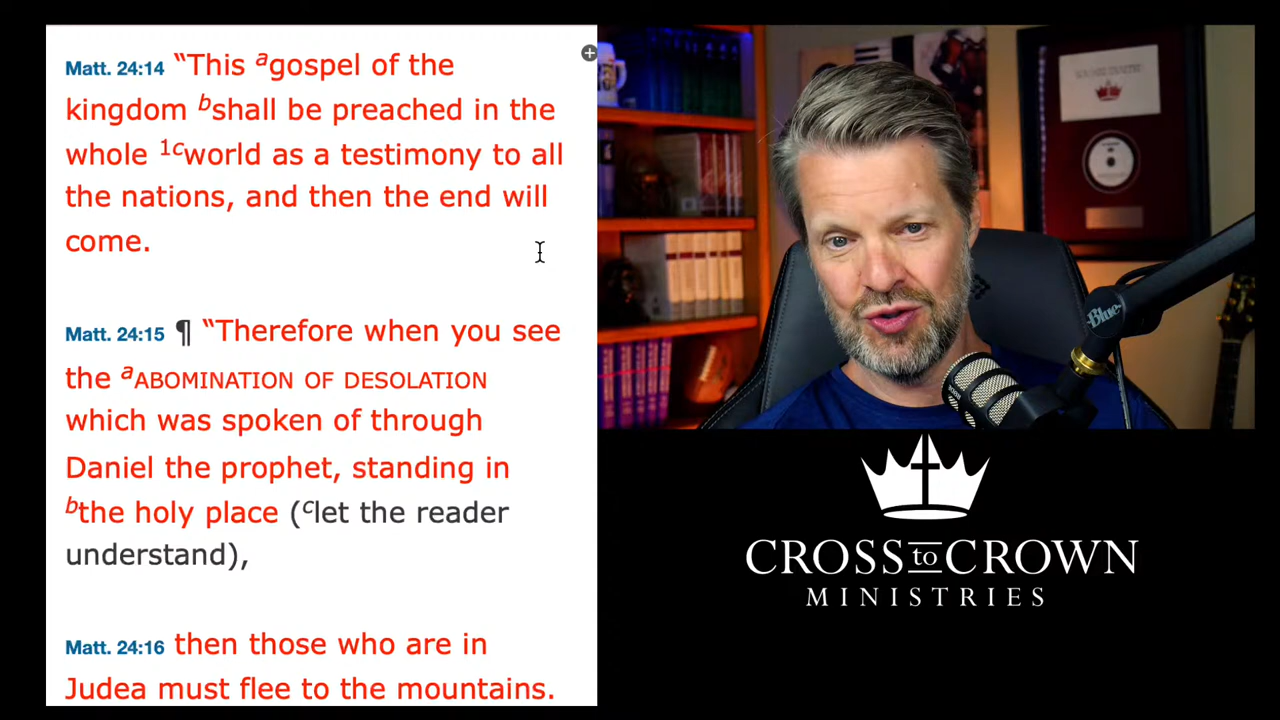 Matt. 24:14 “This ᵃgospel of the
kingdom ᵇshall be preached in the
whole ¹ᶜworld as a testimony to all
the nations, and then the end will
come.
Matt. 24:15 ¶ “Therefore when you see
the ᵃABOMINATION OF DESOLATION
which was spoken of through
Daniel the prophet, standing in
ᵇthe holy place (ᶜlet the reader
understand),
Matt. 24:16 then those who are in
Judea must flee to the mountains.
Blue
CROSS to CROWN
MINISTRIES